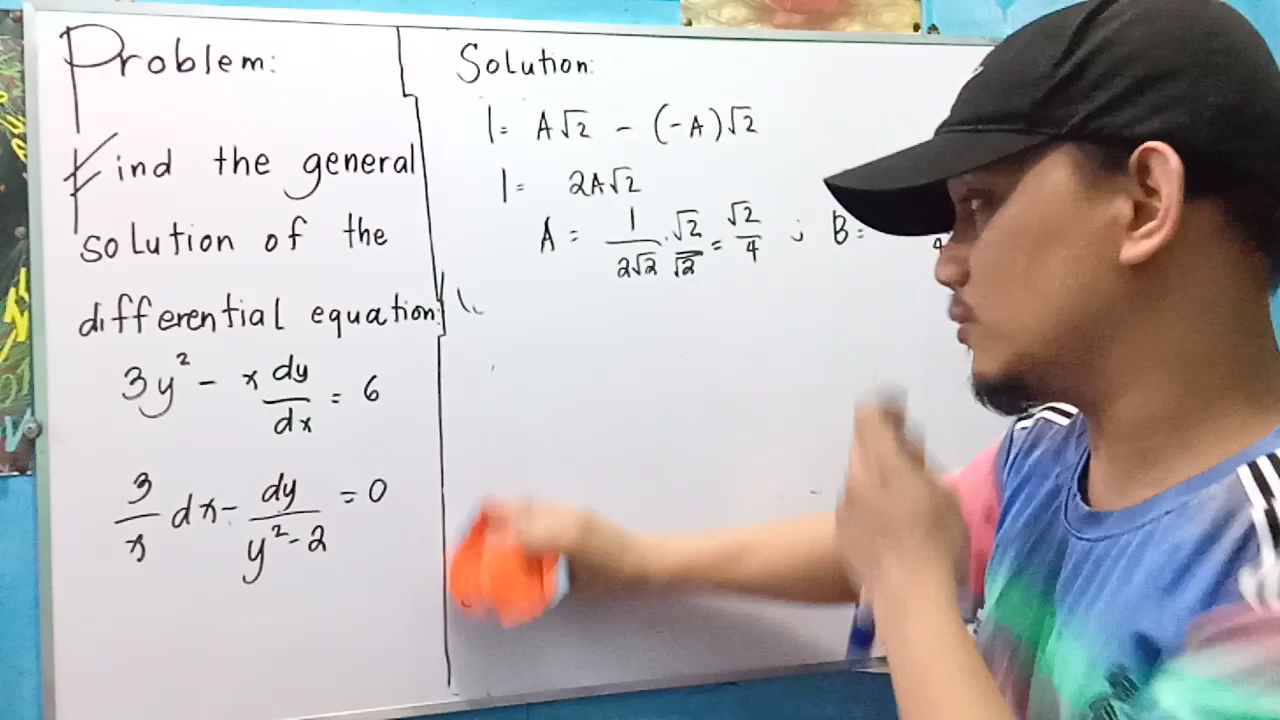 Problem:
Find the general
solution of the
differential equation:
3y² - x dy/dx = 6
3/x dx - dy/(y² - 2) = 0
Solution:
1 = A√2 - (-A)√2
1 = 2A√2
A = 1/(2√2) · √2/√2 = √2/4 ; B =
4